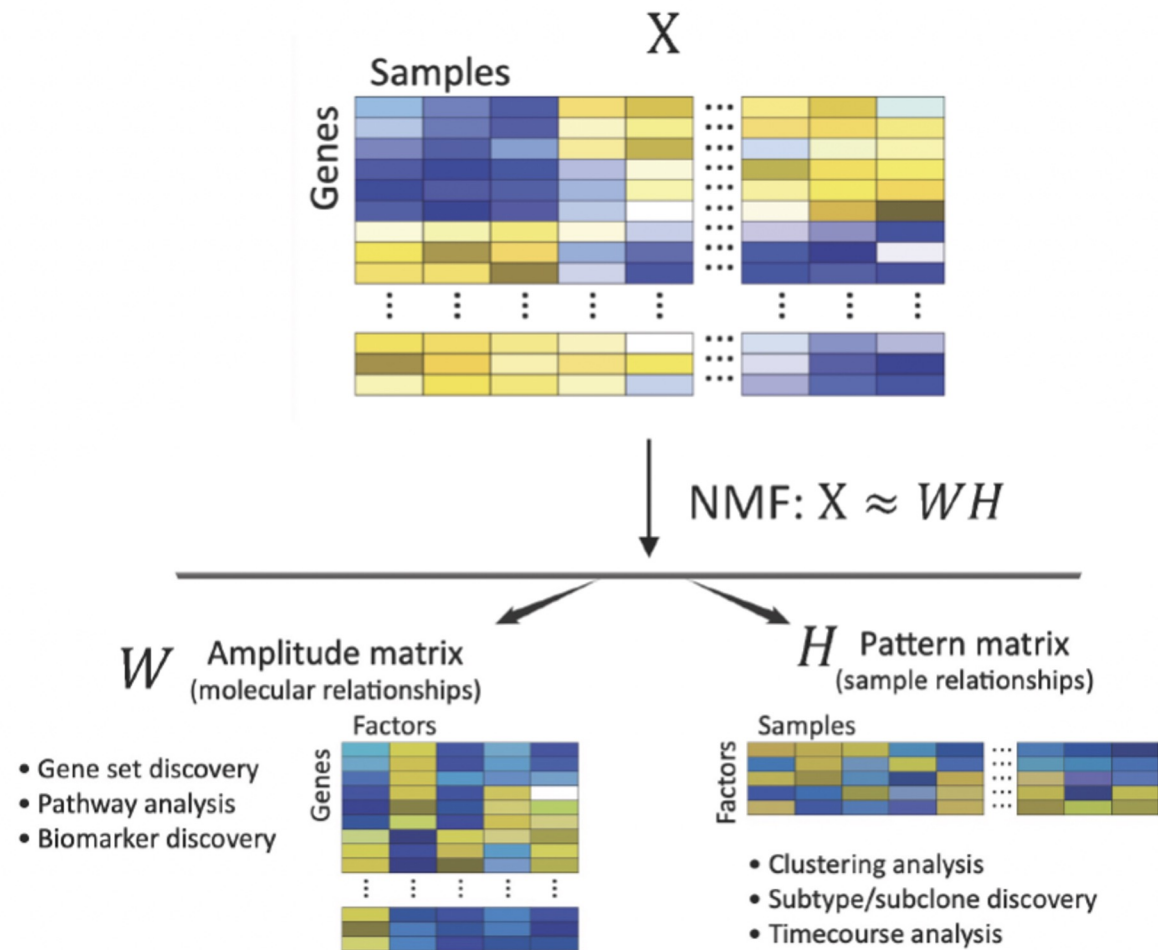 X
Samples
Genes
NMF: X ≈ WH
W Amplitude matrix
(molecular relationships)
H Pattern matrix
(sample relationships)
Factors
Genes
• Gene set discovery
• Pathway analysis
• Biomarker discovery
Samples
Factors
• Clustering analysis
• Subtype/subclone discovery
• Timecourse analysis